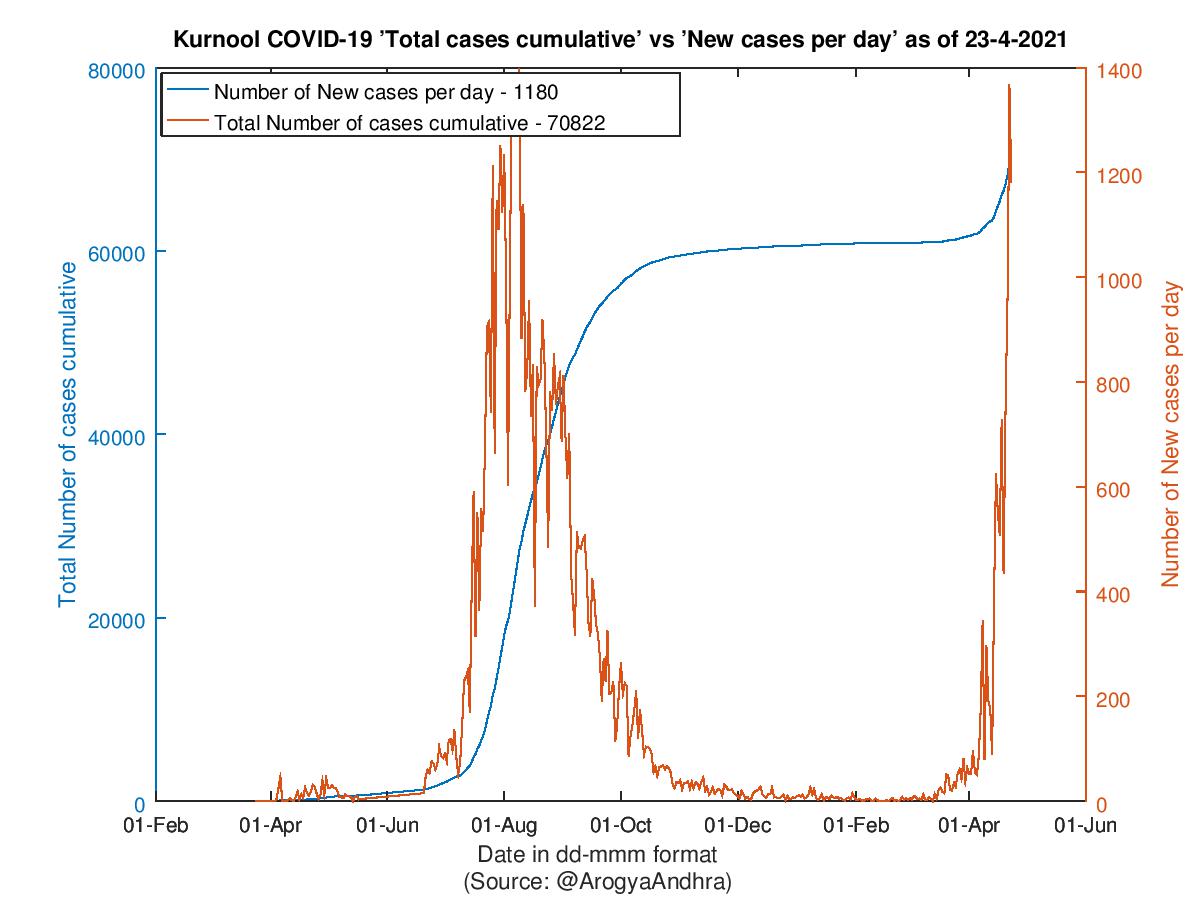 Kurnool COVID-19 ’Total cases cumulative’ vs ’New cases per day’ as of 23-4-2021
Number of New cases per day - 1180
Total Number of cases cumulative - 70822
Total Number of cases cumulative
80000
60000
40000
20000
0
1400
1200
1000
800
600
400
200
0
Number of New cases per day
01-Feb 01-Apr 01-Jun 01-Aug 01-Oct 01-Dec 01-Feb 01-Apr 01-Jun
Date in dd-mmm format
(Source: @ArogyaAndhra)